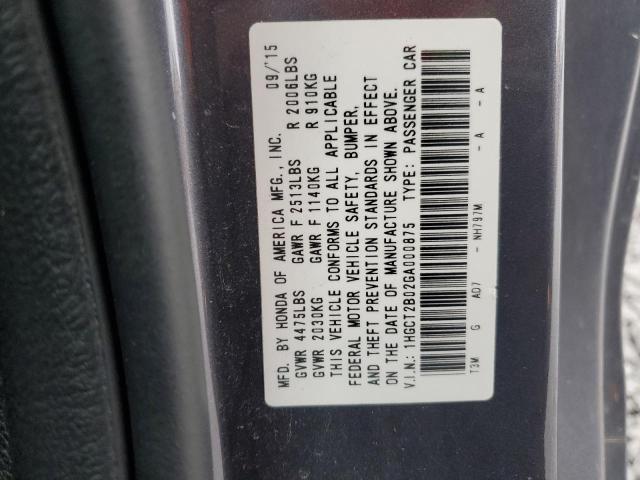 MFD. BY HONDA OF AMERICA MFG., INC. 09/'15
GVWR 4475LBS GAWR F 2513LBS R 2006LBS
GVWR 2030KG GAWR F 1140KG R 910KG
THIS VEHICLE CONFORMS TO ALL APPLICABLE
FEDERAL MOTOR VEHICLE SAFETY, BUMPER,
AND THEFT PREVENTION STANDARDS IN EFFECT
ON THE DATE OF MANUFACTURE SHOWN ABOVE.
V.I.N.: 1HGCT2B02GA000875 TYPE: PASSENGER CAR
T3M G AD7 - NH797M - A - A